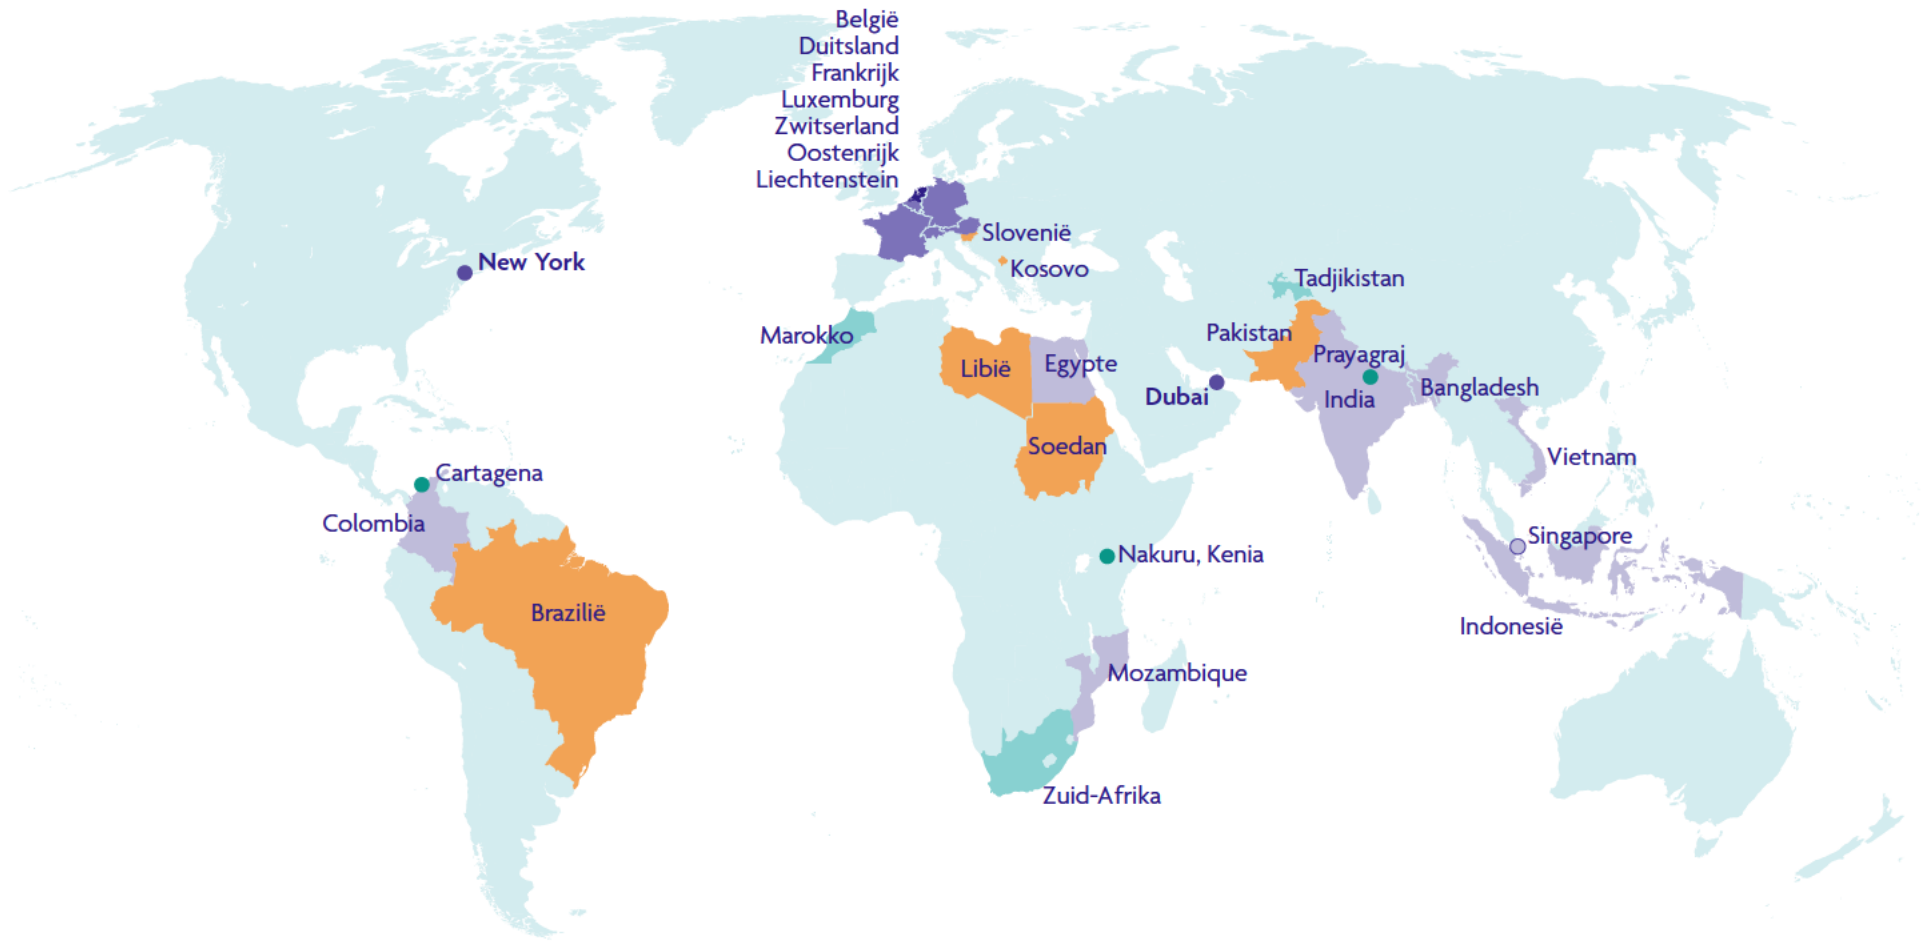 België
Duitsland
Frankrijk
Luxemburg
Zwitserland
Oostenrijk
Liechtenstein
Slovenië
New York
Kosovo
Tadjikistan
Marokko
Pakistan
Prayagraj
Libië
Egypte
Dubai
India
Bangladesh
Soedan
Vietnam
Cartagena
Colombia
Singapore
Nakuru, Kenia
Brazilië
Indonesië
Mozambique
Zuid-Afrika